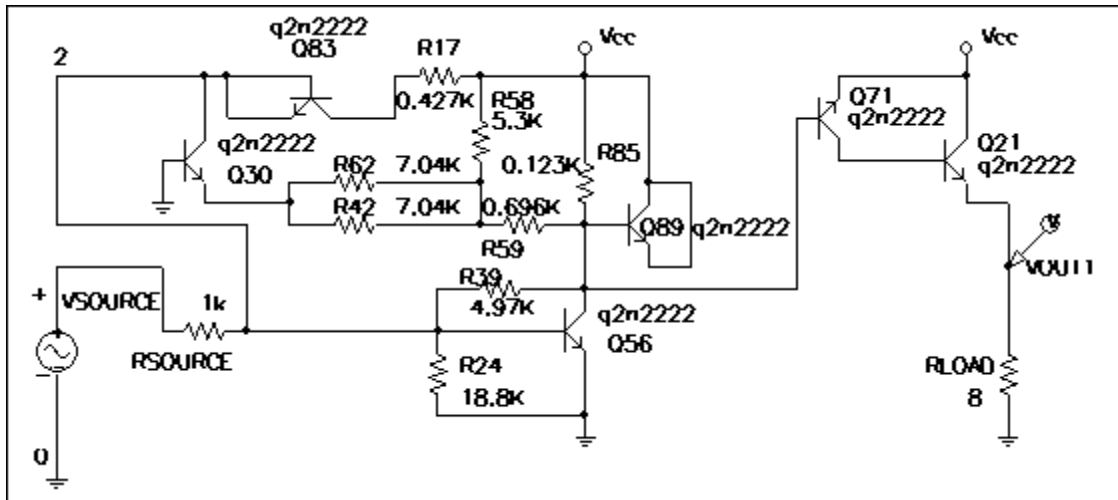 q2n2222
Q83
2
R17
0.427K
Vcc
Vcc
R58
5.3K
Q71
q2n2222
q2n2222
Q30
R62
7.04K
0.123K
R85
Q21
q2n2222
R42
7.04K
0.696K
R59
Q89
q2n2222
V
VOUT1
R39
4.97K
q2n2222
Q56
+
VSOURCE
1k
RSOURCE
-
R24
18.8K
RLOAD
8
0